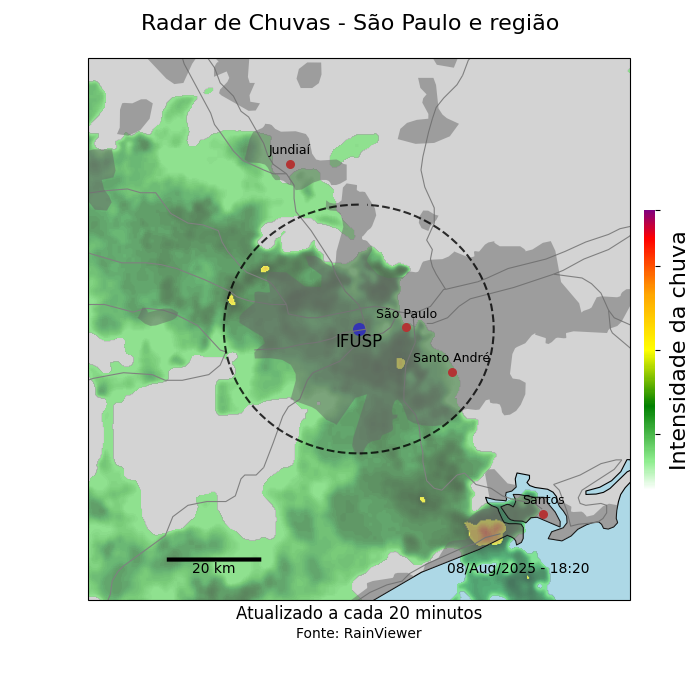 Radar de Chuvas - São Paulo e região
Jundiaí
São Paulo
IFUSP
Santo André
Santos
20 km
08/Aug/2025 - 18:20
Intensidade da chuva
Atualizado a cada 20 minutos
Fonte: RainViewer